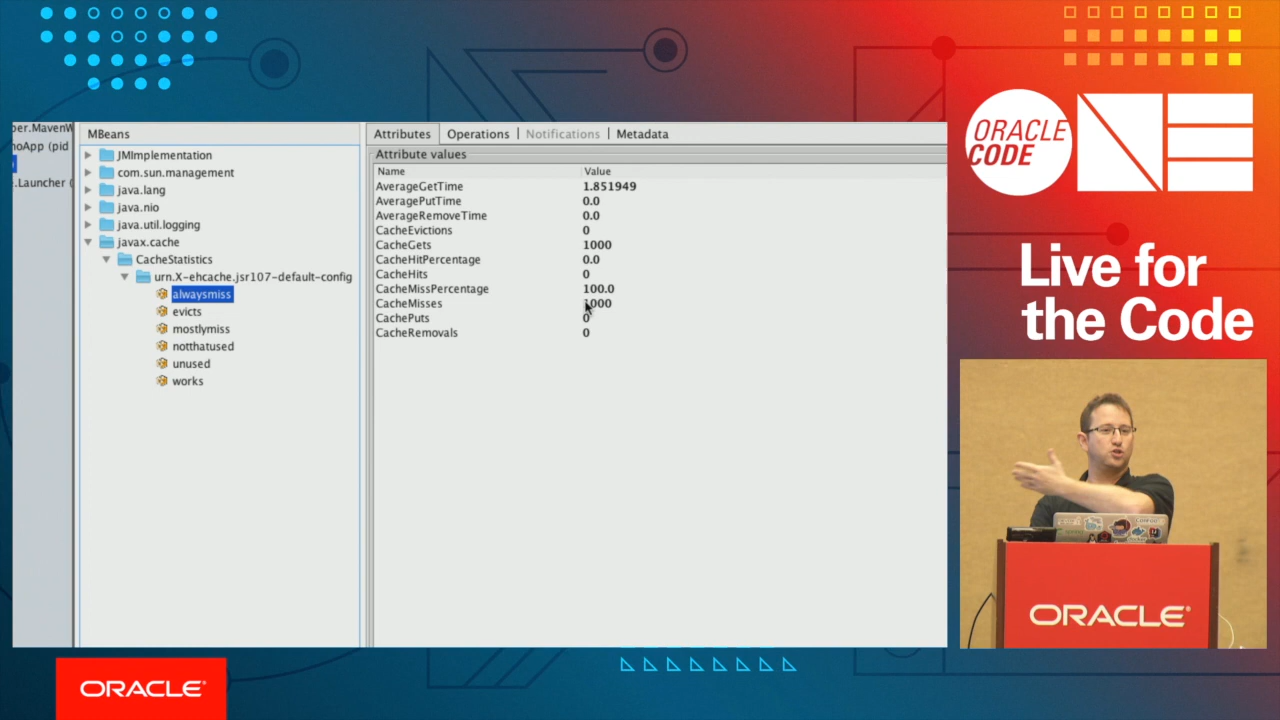 ORACLE
CODE
Live for
the Code
per.MavenW
noApp (pid
.Launcher (
MBeans
JMImplementation
com.sun.management
java.lang
java.nio
java.util.logging
javax.cache
CacheStatistics
urn.X-ehcache.jsr107-default-config
alwaysmiss
evicts
mostlymiss
notthatused
unused
works
Attributes Operations Notifications Metadata
Attribute values
Name Value
AverageGetTime 1.851949
AveragePutTime 0.0
AverageRemoveTime 0.0
CacheEvictions 0
CacheGets 1000
CacheHitPercentage 0.0
CacheHits 0
CacheMissPercentage 100.0
CacheMisses 1000
CachePuts 0
CacheRemovals 0
ORACLE
ORACLE